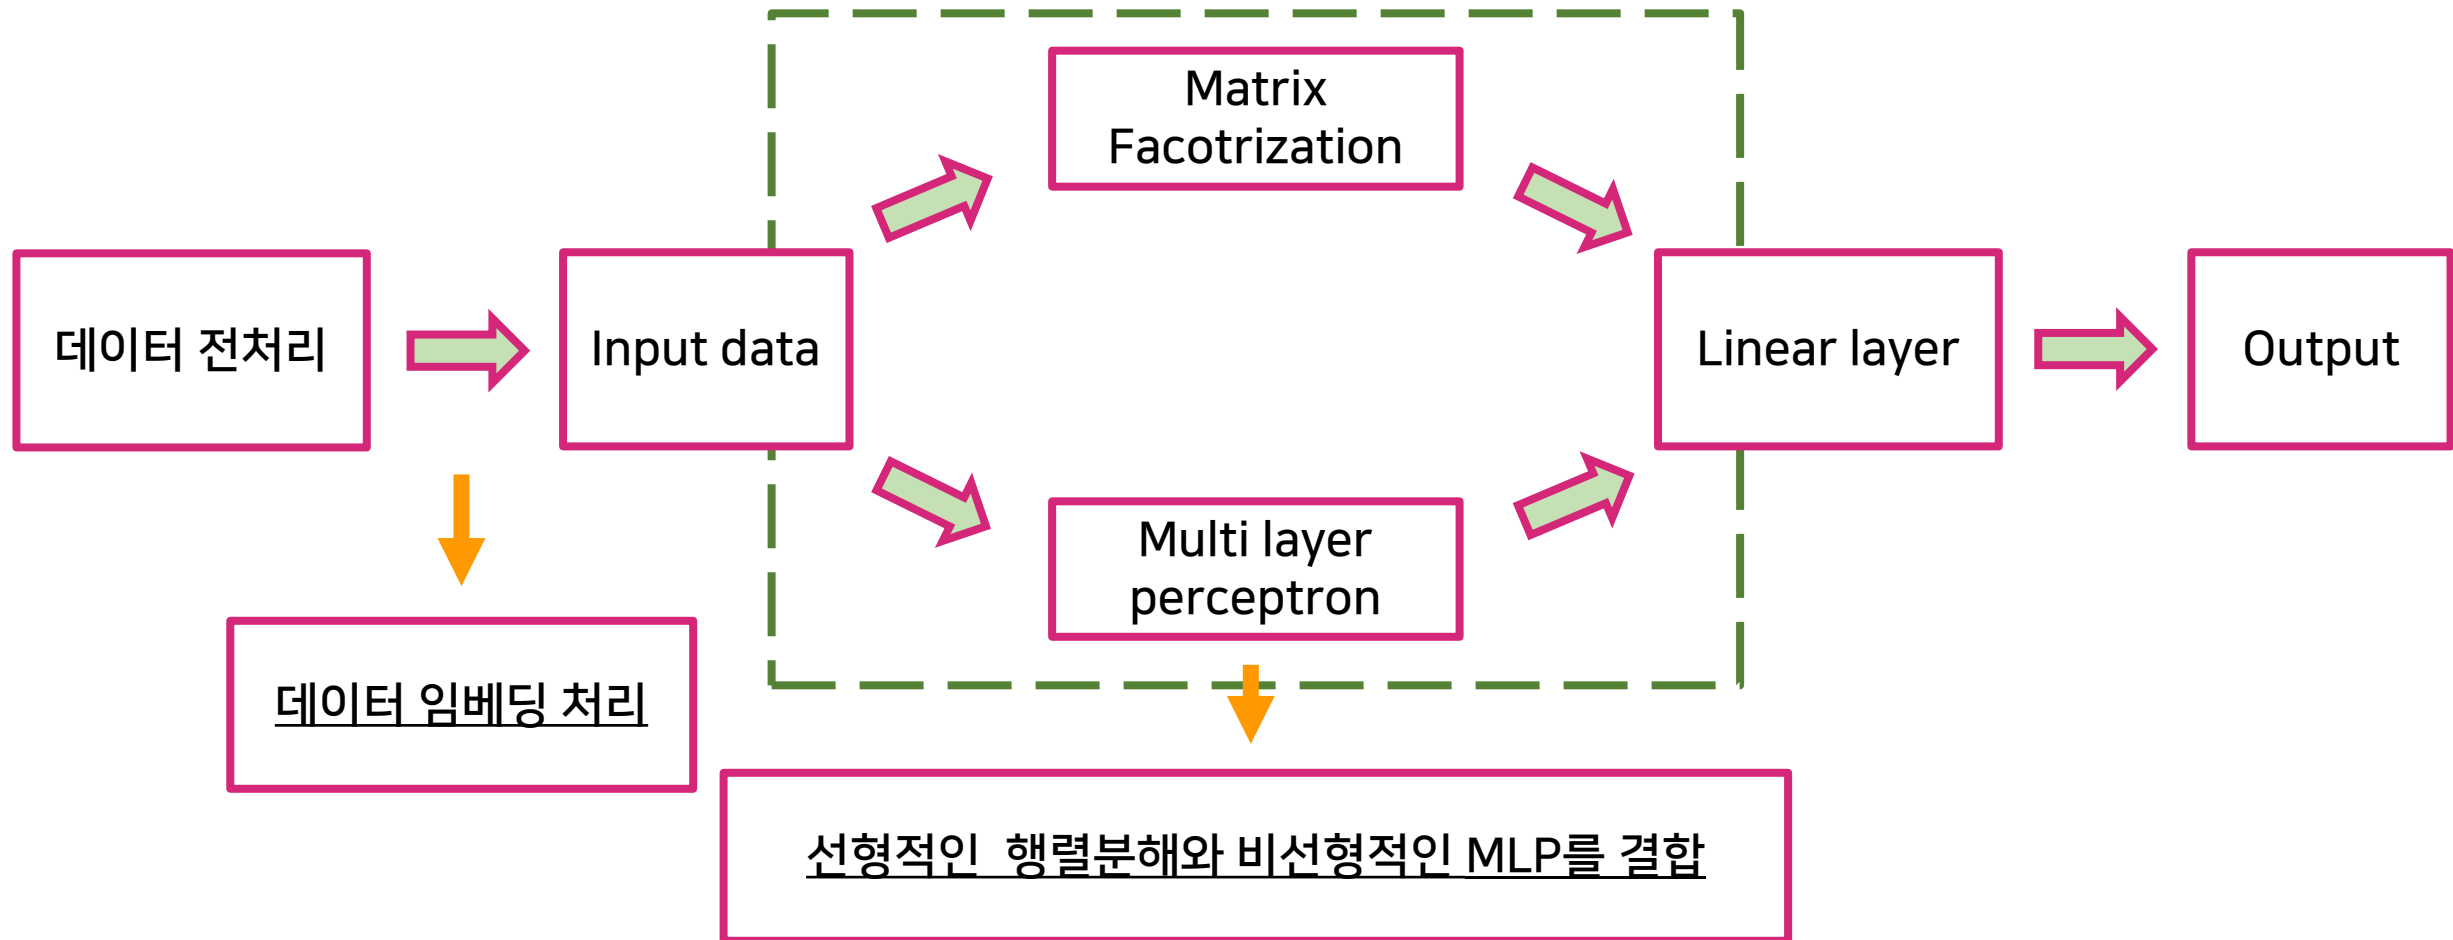 Matrix
Facotrization
데이터 전처리
Input data
Linear layer
Output
Multi layer
perceptron
데이터 임베딩 처리
선형적인  행렬분해와 비선형적인 MLP를 결합